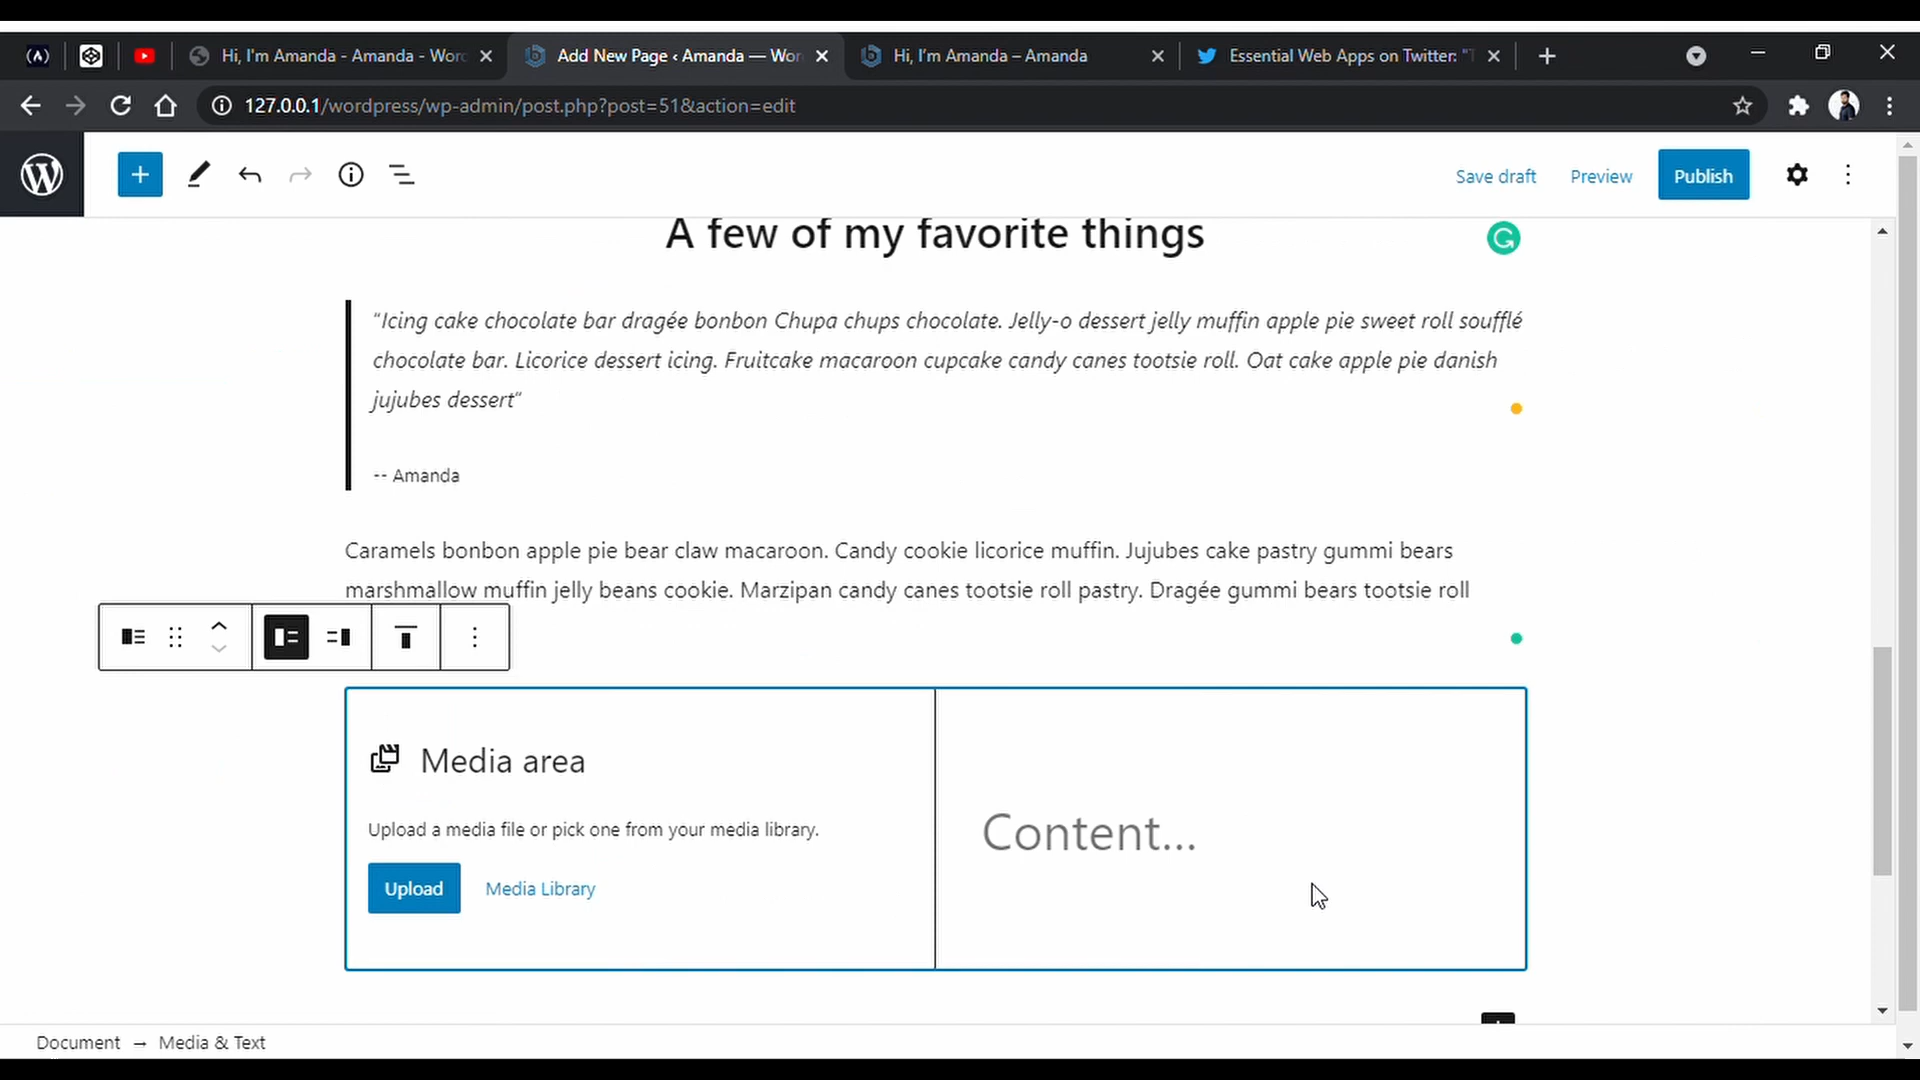 Hi, I'm Amanda - Amanda - Wor
Add New Page ‹ Amanda — Wor
Hi, I’m Amanda – Amanda
Essential Web Apps on Twitter: "T
127.0.0.1/wordpress/wp-admin/post.php?post=51&action=edit
Save draft
Preview
Publish
A few of my favorite things
“Icing cake chocolate bar dragée bonbon Chupa chups chocolate. Jelly-o dessert jelly muffin apple pie sweet roll soufflé
chocolate bar. Licorice dessert icing. Fruitcake macaroon cupcake candy canes tootsie roll. Oat cake apple pie danish
jujubes dessert“
-- Amanda
Caramels bonbon apple pie bear claw macaroon. Candy cookie licorice muffin. Jujubes cake pastry gummi bears
marshmallow muffin jelly beans cookie. Marzipan candy canes tootsie roll pastry. Dragée gummi bears tootsie roll
Media area
Upload a media file or pick one from your media library.
Upload
Media Library
Content…
Document → Media & Text